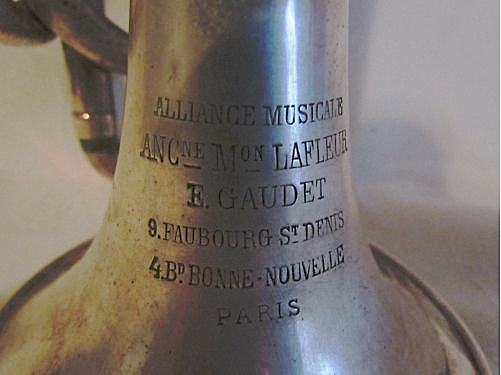 ALLIANCE MUSICALE
ANCNE MON LAFLEUR
E. GAUDET
9. FAUBOURG ST DENIS
4. BD BONNE-NOUVELLE
PARIS